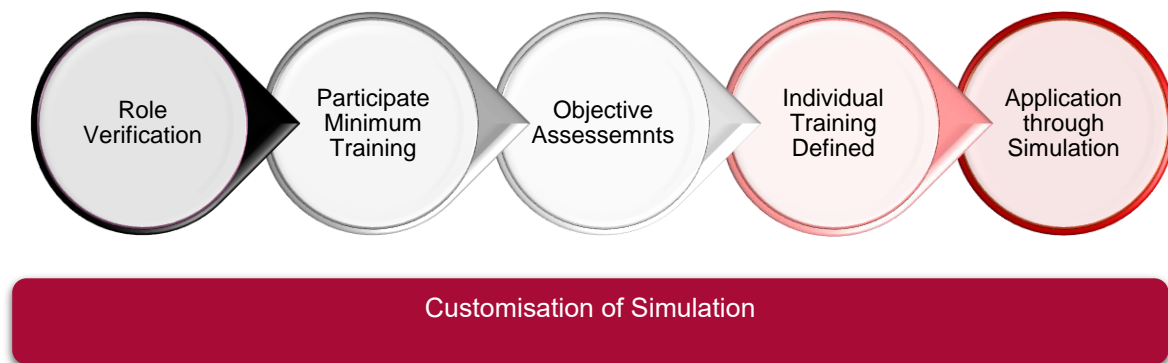 Role
Verification
Participate
Minimum
Training
Objective
Assessemnts
Individual
Training
Defined
Application
through
Simulation
Customisation of Simulation